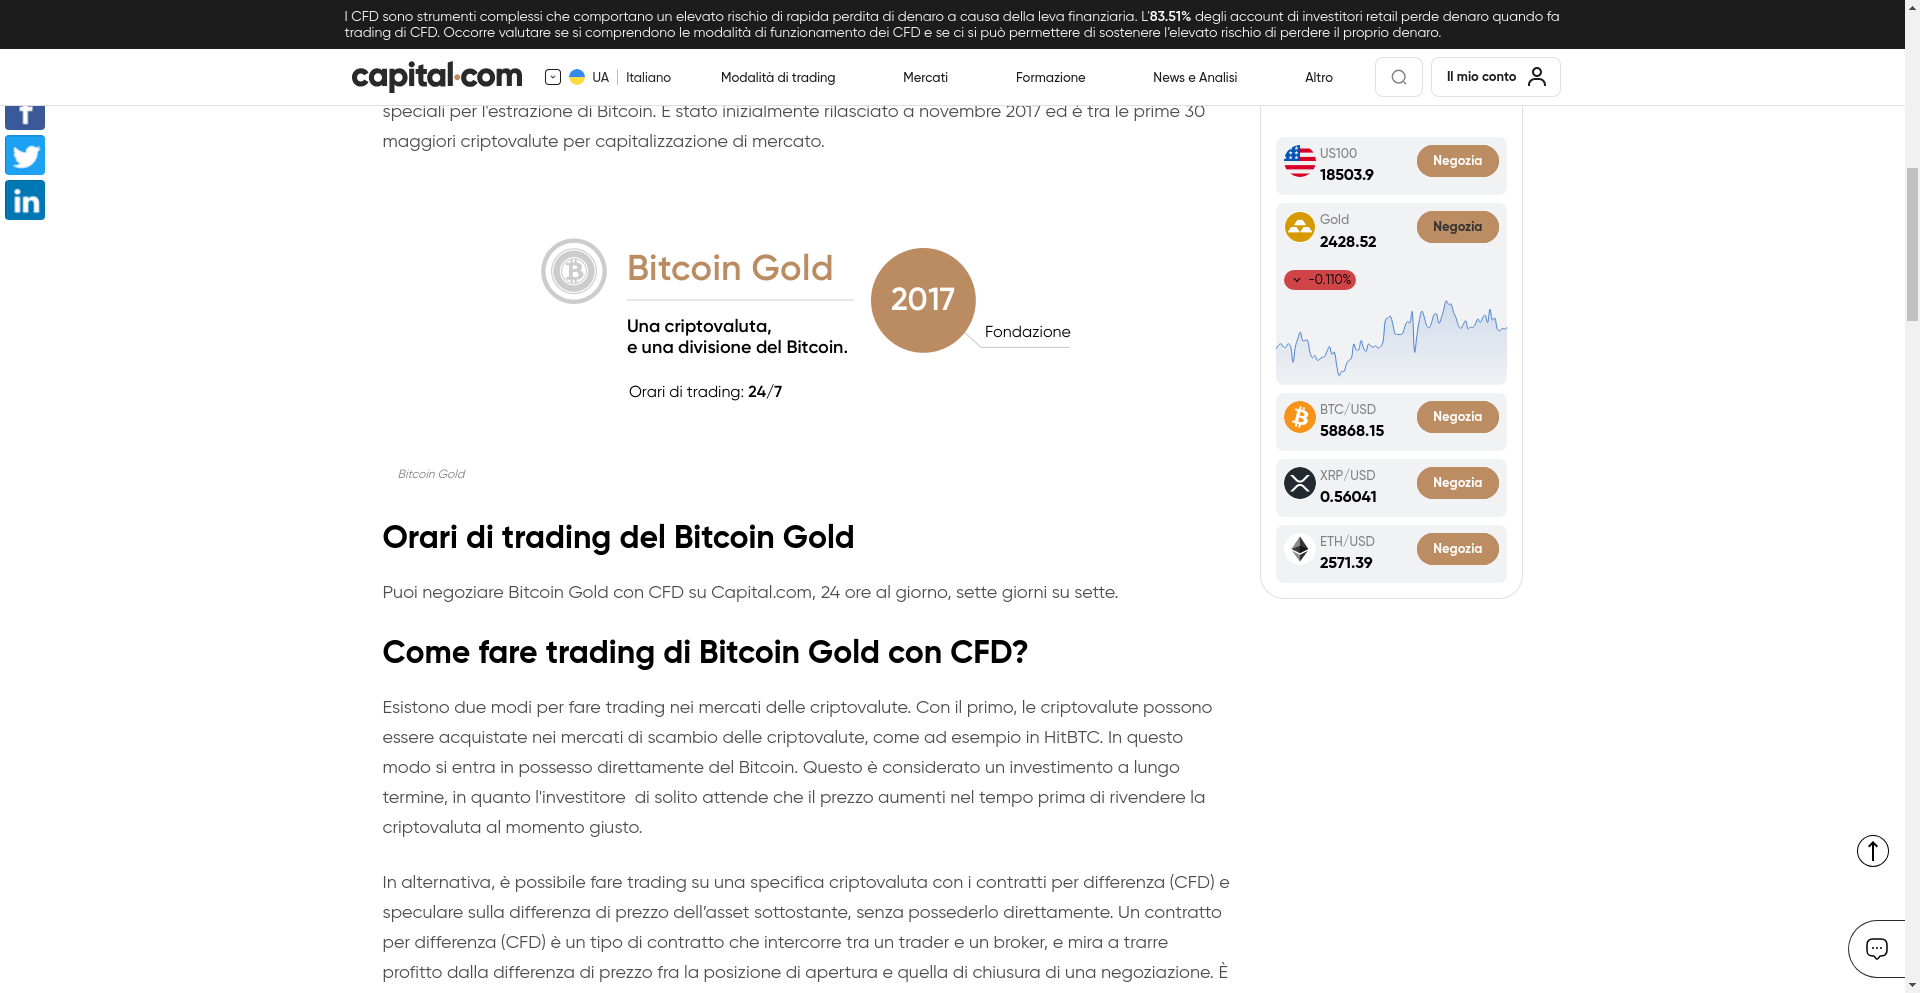 I CFD sono strumenti complessi che comportano un elevato rischio di rapida perdita di denaro a causa della leva finanziaria. L'83.51% degli account di investitori retail perde denaro quando fa
trading di CFD. Occorre valutare se si comprendono le modalità di funzionamento dei CFD e se ci si può permettere di sostenere l'elevato rischio di perdere il proprio denaro.
capital.com
UA
Italiano
Modalità di trading
Mercati
Formazione
News e Analisi
Altro
Il mio conto
speciali per l'estrazione di Bitcoin. È stato inizialmente rilasciato a novembre 2017 ed è tra le prime 30
maggiori criptovalute per capitalizzazione di mercato.
Bitcoin Gold
Una criptovaluta,
e una divisione del Bitcoin.
Orari di trading: 24/7
2017
Fondazione
Bitcoin Gold
Orari di trading del Bitcoin Gold
Puoi negoziare Bitcoin Gold con CFD su Capital.com, 24 ore al giorno, sette giorni su sette.
Come fare trading di Bitcoin Gold con CFD?
Esistono due modi per fare trading nei mercati delle criptovalute. Con il primo, le criptovalute possono
essere acquistate nei mercati di scambio delle criptovalute, come ad esempio in HitBTC. In questo
modo si entra in possesso direttamente del Bitcoin. Questo è considerato un investimento a lungo
termine, in quanto l'investitore  di solito attende che il prezzo aumenti nel tempo prima di rivendere la
criptovaluta al momento giusto.
In alternativa, è possibile fare trading su una specifica criptovaluta con i contratti per differenza (CFD) e
speculare sulla differenza di prezzo dell’asset sottostante, senza possederlo direttamente. Un contratto
per differenza (CFD) è un tipo di contratto che intercorre tra un trader e un broker, e mira a trarre
profitto dalla differenza di prezzo fra la posizione di apertura e quella di chiusura di una negoziazione. È
US100
18503.9
Negozia
Gold
2428.52
Negozia
-0.110%
BTC/USD
58868.15
Negozia
XRP/USD
0.56041
Negozia
ETH/USD
2571.39
Negozia